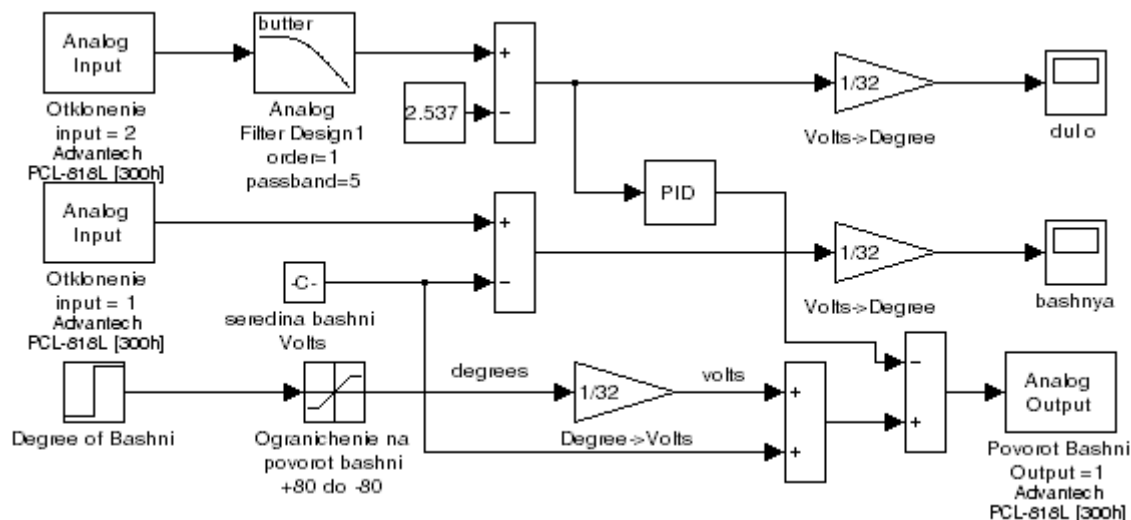 Analog
Input
Otklonenie
input = 2
Advantech
PCL-818L [300h]
butter
Analog
Filter Design1
order=1
passband=5
2.537
+
−
1/32
Volts->Degree
dulo
PID
Analog
Input
Otklonenie
input = 1
Advantech
PCL-818L [300h]
-C-
seredina bashni
Volts
+
−
1/32
Volts->Degree
bashnya
Degree of Bashni
Ogranichenie na
povorot bashni
+80 do -80
degrees
1/32
Degree->Volts
volts
+
+
−
+
Analog
Output
Povorot Bashni
Output =1
Advantech
PCL-818L [300h]